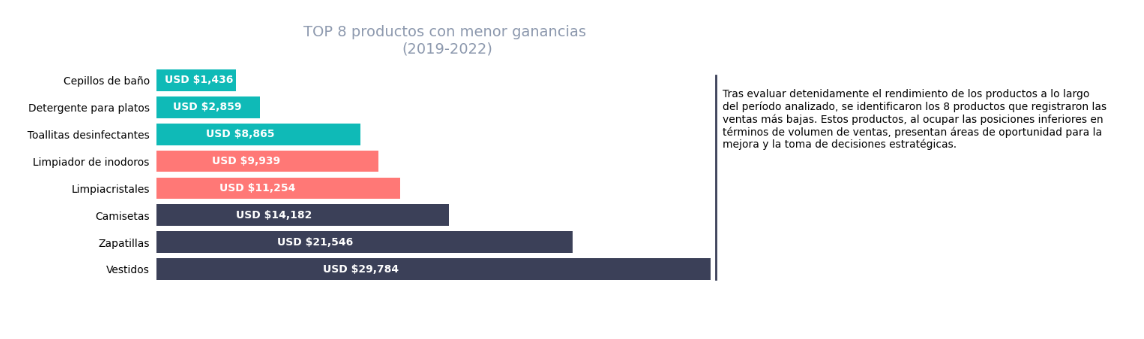 TOP 8 productos con menor ganancias
(2019-2022)
Cepillos de baño USD $1,436
Detergente para platos USD $2,859
Toallitas desinfectantes USD $8,865
Limpiador de inodoros USD $9,939
Limpiacristales USD $11,254
Camisetas USD $14,182
Zapatillas USD $21,546
Vestidos USD $29,784
Tras evaluar detenidamente el rendimiento de los productos a lo largo
del período analizado, se identificaron los 8 productos que registraron las
ventas más bajas. Estos productos, al ocupar las posiciones inferiores en
términos de volumen de ventas, presentan áreas de oportunidad para la
mejora y la toma de decisiones estratégicas.